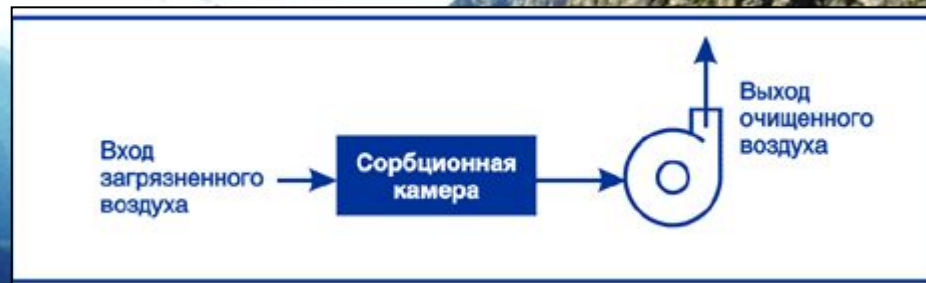 Вход
загрязненного
воздуха
Сорбционная
камера
Выход
очищенного
воздуха